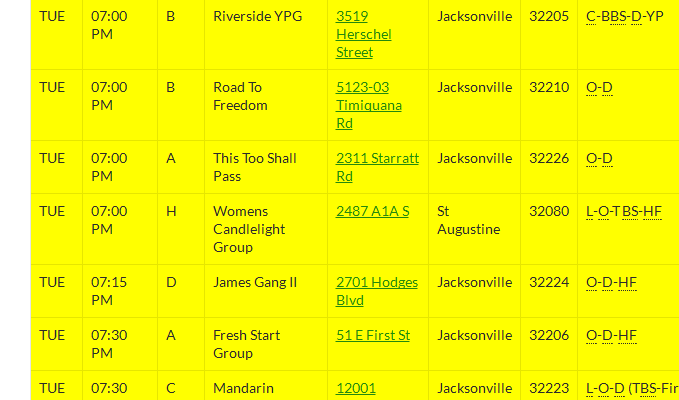 TUE 07:00 B Riverside YPG 3519 Jacksonville 32205 C-BBS-D-YP
PM Herschel
Street
TUE 07:00 B Road To 5123-03 Jacksonville 32210 O-D
PM Freedom Timiquana
Rd
TUE 07:00 A This Too Shall 2311 Starratt Jacksonville 32226 O-D
PM Pass Rd
TUE 07:00 H Womens 2487 A1A S St 32080 L-O-T BS-HF
PM Candlelight Augustine
Group
TUE 07:15 D James Gang II 2701 Hodges Jacksonville 32224 O-D-HF
PM Blvd
TUE 07:30 A Fresh Start 51 E First St Jacksonville 32206 O-D-HF
PM Group
TUE 07:30 C Mandarin 12001 Jacksonville 32223 L-O-D (TBS-Fir